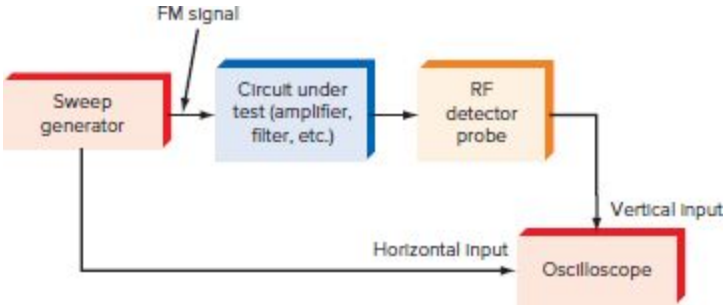 FM signal
Sweep
generator
Circuit under
test (amplifier,
filter, etc.)
RF
detector
probe
Vertical input
Horizontal input
Oscilloscope